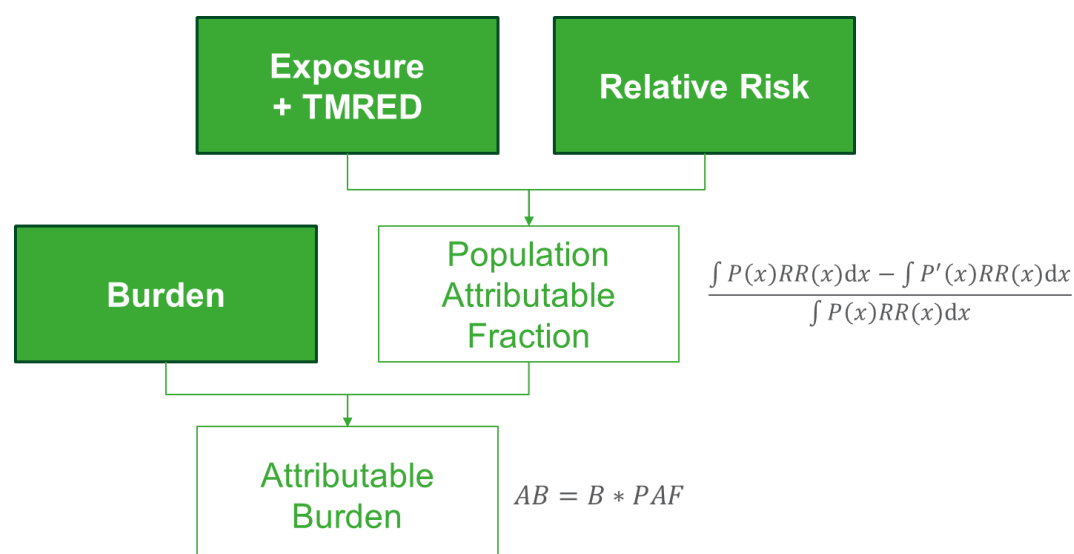 Exposure
+ TMRED
Relative Risk
Burden
Population
Attributable
Fraction
∫ P(x)RR(x)dx − ∫ P′(x)RR(x)dx
∫ P(x)RR(x)dx
Attributable
Burden
AB = B ∗ PAF